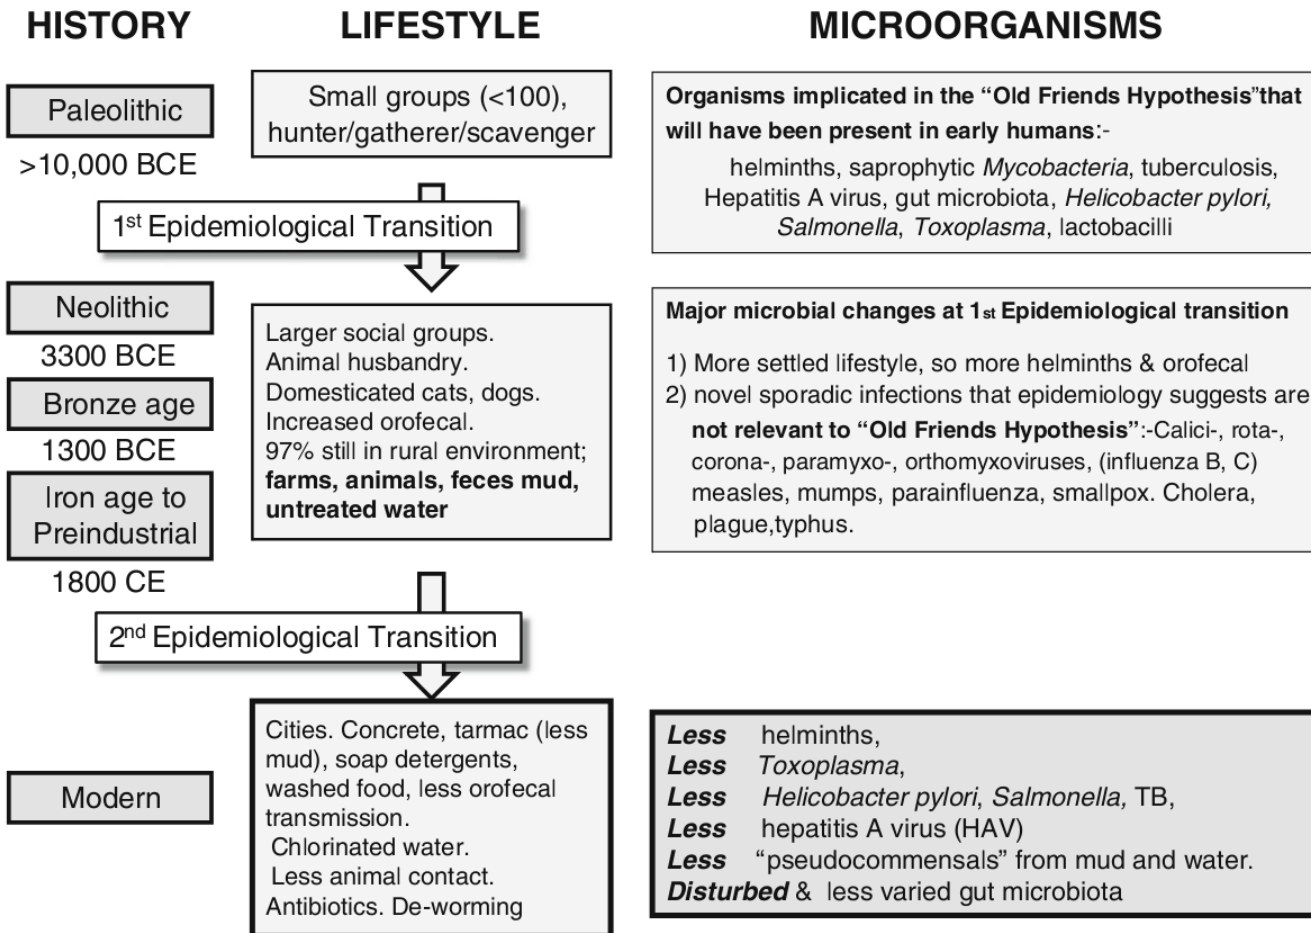 HISTORY
LIFESTYLE
MICROORGANISMS
Paleolithic
>10,000 BCE
Small groups (<100),
hunter/gatherer/scavenger
Organisms implicated in the “Old Friends Hypothesis”that
will have been present in early humans:-
helminths, saprophytic Mycobacteria, tuberculosis,
Hepatitis A virus, gut microbiota, Helicobacter pylori,
Salmonella, Toxoplasma, lactobacilli
1st Epidemiological Transition
Neolithic
3300 BCE
Bronze age
1300 BCE
Iron age to
Preindustrial
1800 CE
Larger social groups.
Animal husbandry.
Domesticated cats, dogs.
Increased orofecal.
97% still in rural environment;
farms, animals, feces mud,
untreated water
Major microbial changes at 1st Epidemiological transition
1) More settled lifestyle, so more helminths & orofecal
2) novel sporadic infections that epidemiology suggests are
not relevant to “Old Friends Hypothesis”:-Calici-, rota-,
corona-, paramyxo-, orthomyxoviruses, (influenza B, C)
measles, mumps, parainfluenza, smallpox. Cholera,
plague,typhus.
2nd Epidemiological Transition
Modern
Cities. Concrete, tarmac (less
mud), soap detergents,
washed food, less orofecal
transmission.
Chlorinated water.
Less animal contact.
Antibiotics. De-worming
Less helminths,
Less Toxoplasma,
Less Helicobacter pylori, Salmonella, TB,
Less hepatitis A virus (HAV)
Less “pseudocommensals” from mud and water.
Disturbed & less varied gut microbiota